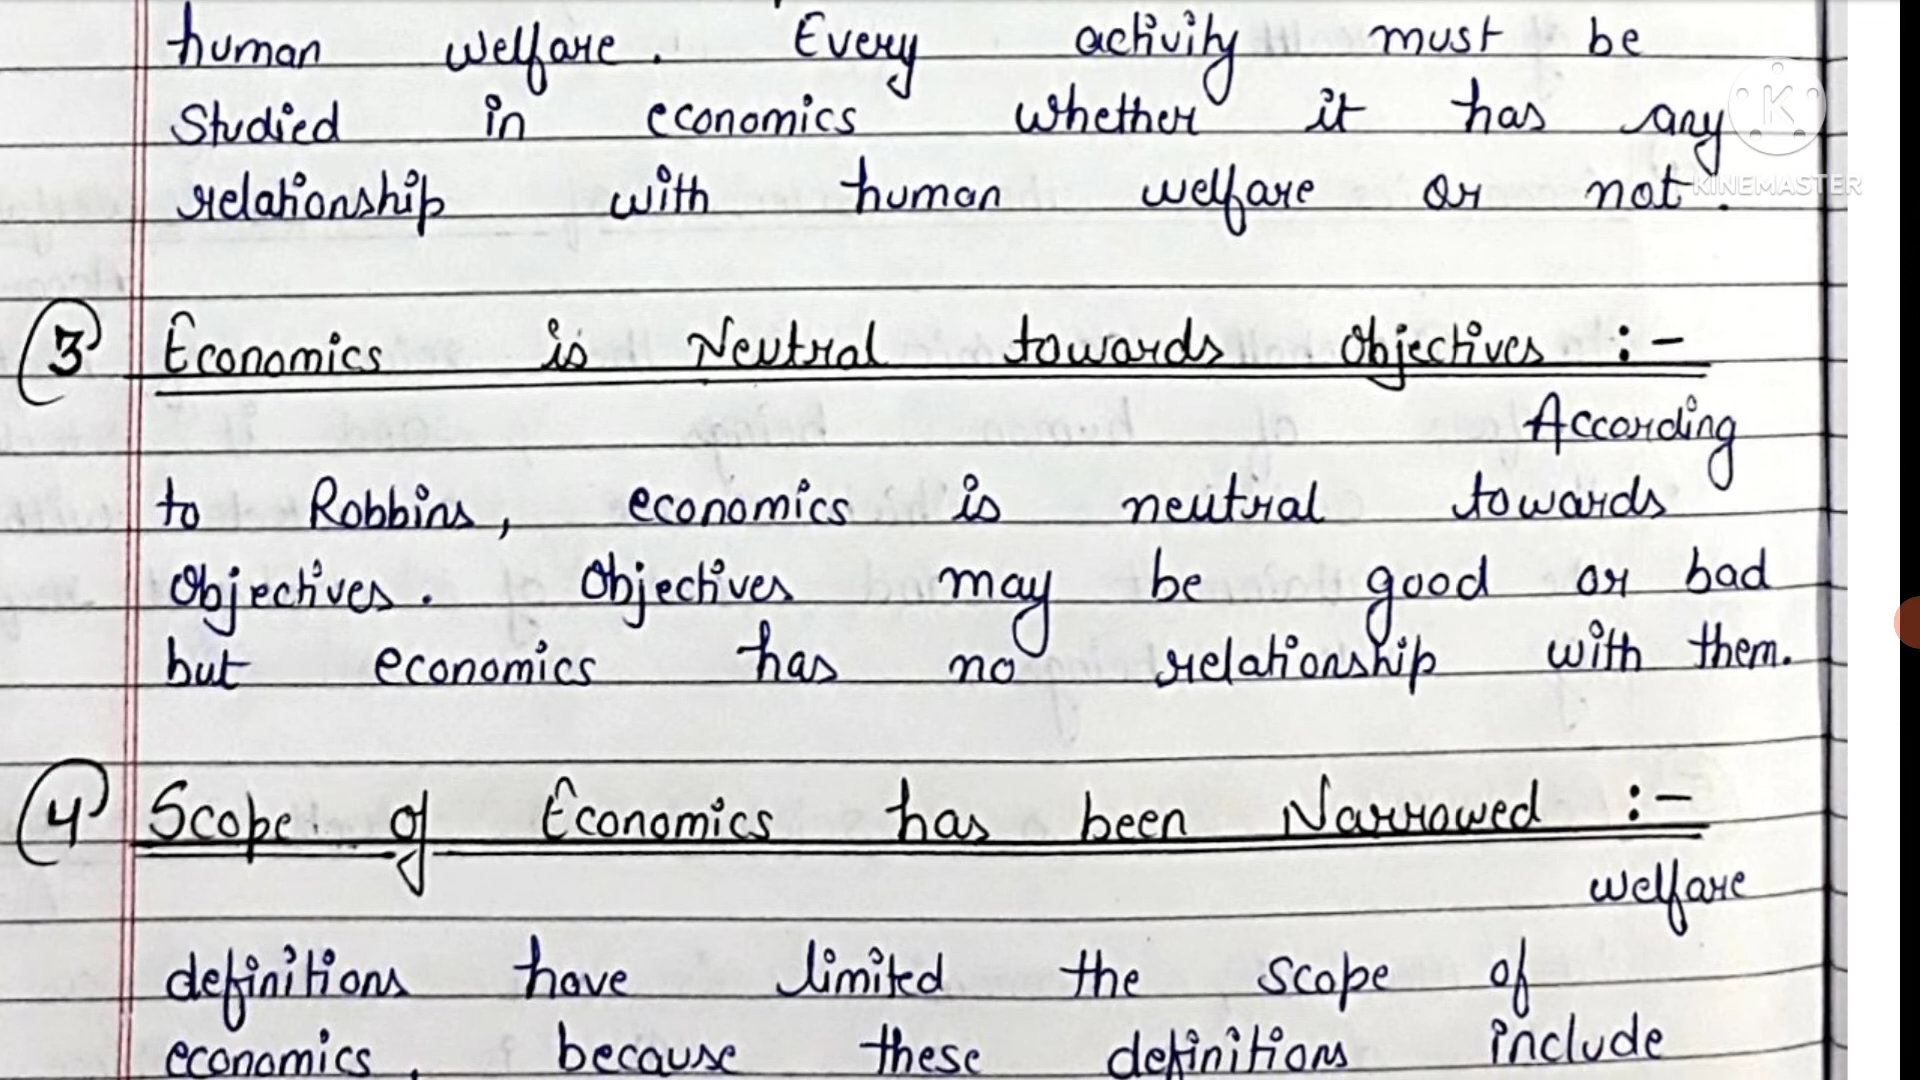 human welfare. Every activity must be
Studied in economics whether it has any
relationship with human welfare or not.
KINEMASTER
③ Economics is Neutral towards Objectives :-
According
to Robbins, economics is neutral towards
Objectives. Objectives may be good or bad
but economics has no relationship with them.
④ Scope of Economics has been Narrowed :-
welfare
definitions have limited the scope of
economics, because these definitions include